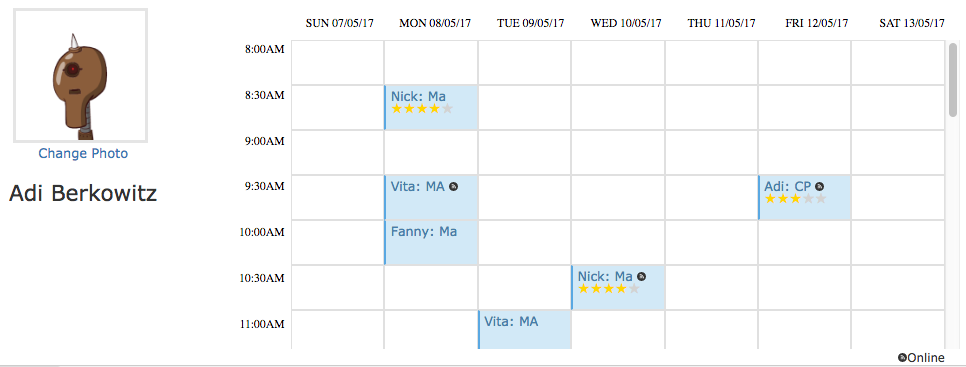 SUN 07/05/17 MON 08/05/17 TUE 09/05/17 WED 10/05/17 THU 11/05/17 FRI 12/05/17 SAT 13/05/17
8:00AM
8:30AM Nick: Ma
9:00AM
9:30AM Vita: MA Adi: CP
10:00AM Fanny: Ma
10:30AM Nick: Ma
11:00AM Vita: MA
Change Photo
Adi Berkowitz
Online